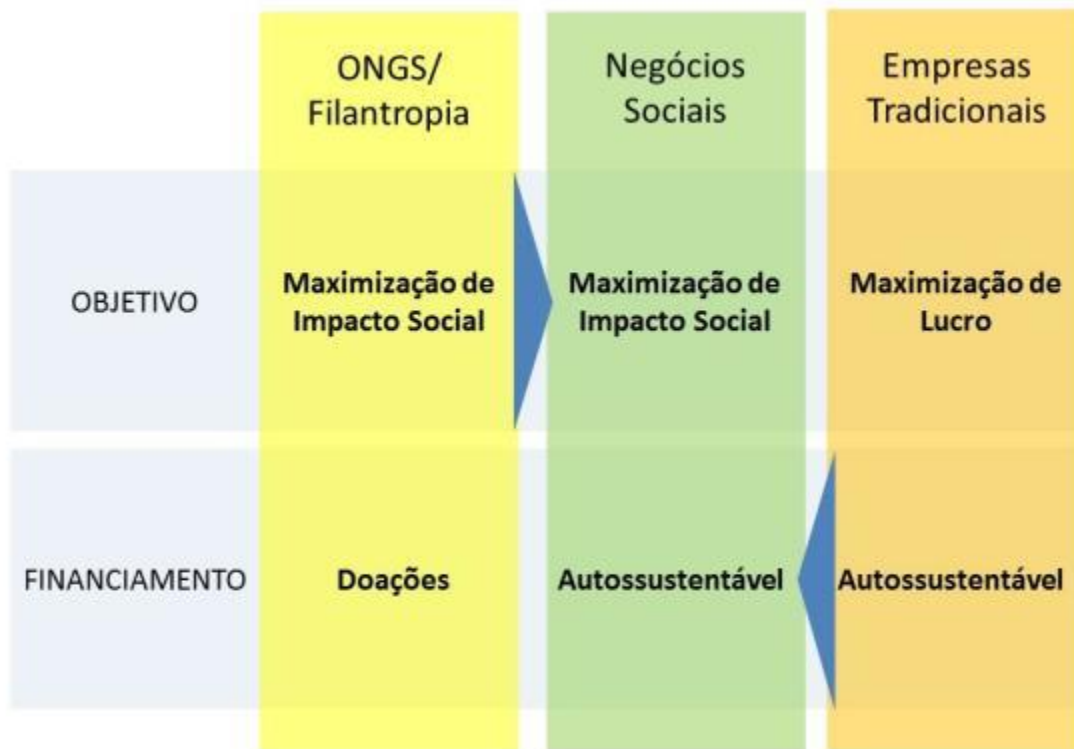 ONGS/
Filantropia
Negócios
Sociais
Empresas
Tradicionais
OBJETIVO
Maximização de
Impacto Social
Maximização de
Impacto Social
Maximização de
Lucro
FINANCIAMENTO
Doações
Autossustentável
Autossustentável